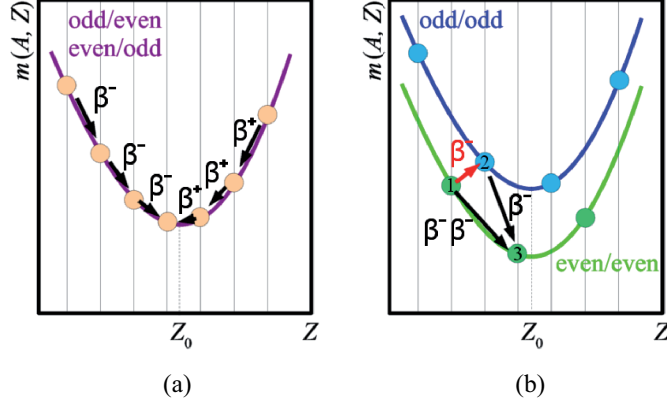 odd/even
even/odd
m (A, Z)
β⁻
β⁻
β⁻
β⁺
β⁺
β⁺
Z₀
Z
(a)
odd/odd
m (A, Z)
β⁻
1
2
β⁻
β⁻β⁻
3
even/even
Z₀
Z
(b)